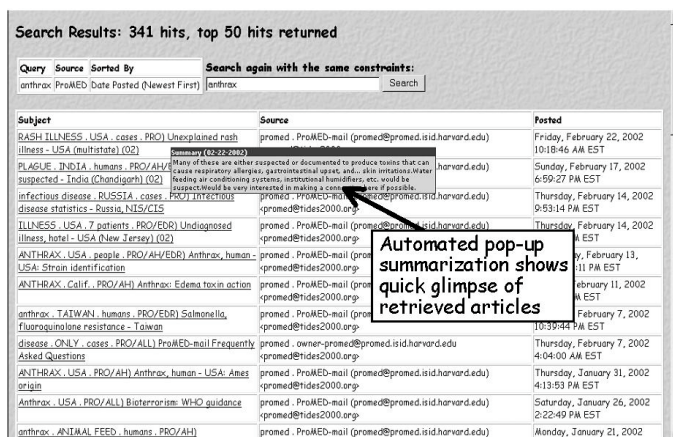 Search Results: 341 hits, top 50 hits returned
Query Source Sorted By
anthrax ProMED Date Posted (Newest First)
Search again with the same constraints:
anthrax Search
Subject Source Posted
RASH ILLNESS . USA . cases . PRO) Unexplained rash promed . ProMED-mail (promed@promed.isid.harvard.edu) Friday, February 22, 2002
illness - USA (multistate) (02) 10:18:46 AM EST
Summary (02-22-2002)
Many of these are either suspected or documented to produce toxins that can
cause respiratory allergies, gastrointestinal upset, and... skin irritations.Water
feeding air conditioning systems, institutional humidifiers, etc. would be
suspect.Would be very interested in making a here if possible.
PLAGUE . INDIA . humans . PRO/AH/ Sunday, February 17, 2002
suspected - India (Chandigarh) (02) 6:59:27 PM EST
infectious disease . RUSSIA . cases . PRO) Infectious promed . ProMED-mail (promed@promed.isid.harvard.edu) Thursday, February 14, 2002
disease statistics - Russia, NIS/CIS <promed@tides2000.org> 9:53:14 PM EST
ILLNESS . USA . 7 patients . PRO/EDR) Undiagnosed promed . ProMED-mail (promed@promed.isid.harvard.edu) Thursday, February 14, 2002
illness, hotel - USA (New Jersey) (02) <promed@tides2000.org> AM EST
Automated pop-up
summarization shows
quick glimpse of
retrieved articles
ANTHRAX . USA . people . PRO/AH/EDR) Anthrax, human - promed . ProMED-mail February 13,
USA: Strain identification <promed@tides2000.org> :11 PM EST
ANTHRAX . Calif. . PRO/AH) Anthrax: Edema toxin action promed . ProMED-mail February 11, 2002
<promed@tides2000.org> AM EST
anthrax . TAIWAN . humans . PRO/EDR) Salmonella, promed . ProMED-mail February 7, 2002
fluoroquinolone resistance - Taiwan <promed@tides2000.org> 10:39:44 PM EST
disease . ONLY . cases . PRO/ALL) ProMED-mail Frequently promed . owner-promed@promed.isid.harvard.edu Thursday, February 7, 2002
Asked Questions <promed@tides2000.org> 4:04:00 AM EST
ANTHRAX . USA . PRO/AH) Anthrax, human - USA: Ames promed . ProMED-mail (promed@promed.isid.harvard.edu) Thursday, January 31, 2002
origin <promed@tides2000.org> 4:13:53 PM EST
Anthrax . USA . PRO/ALL) Bioterrorism: WHO guidance promed . ProMED-mail (promed@promed.isid.harvard.edu) Saturday, January 26, 2002
<promed@tides2000.org> 2:22:49 PM EST
anthrax . ANIMAL FEED . humans . PRO/AH) promed . ProMED-mail (promed@promed.isid.harvard.edu) Monday, January 21, 2002